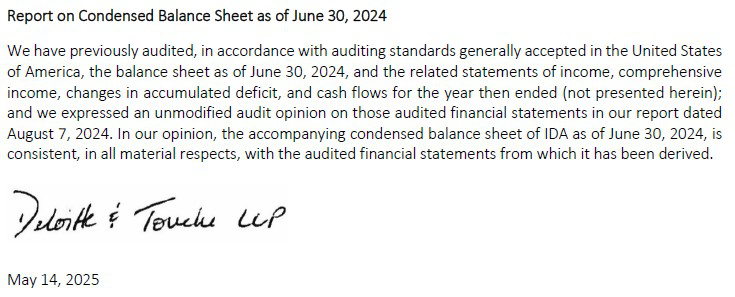 Report on Condensed Balance Sheet as of June 30, 2024
We have previously audited, in accordance with auditing standards generally accepted in the United States
of America, the balance sheet as of June 30, 2024, and the related statements of income, comprehensive
income, changes in accumulated deficit, and cash flows for the year then ended (not presented herein);
and we expressed an unmodified audit opinion on those audited financial statements in our report dated
August 7, 2024. In our opinion, the accompanying condensed balance sheet of IDA as of June 30, 2024, is
consistent, in all material respects, with the audited financial statements from which it has been derived.
Deloitte & Touche LLP
May 14, 2025